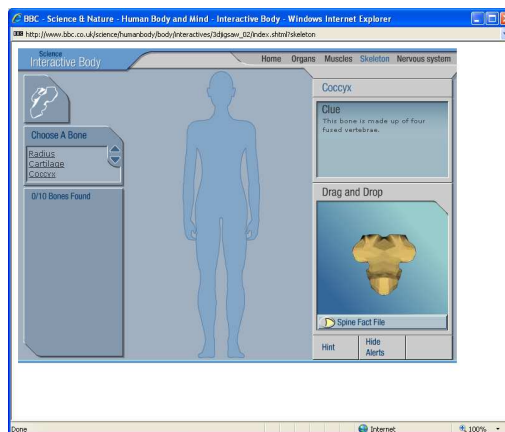 BBC - Science & Nature - Human Body and Mind - Interactive Body - Windows Internet Explorer
BBC http://www.bbc.co.uk/science/humanbody/body/interactives/3djigsaw_02/index.shtml?skeleton
Science
Interactive Body
Home Organs Muscles Skeleton Nervous system
Coccyx
Clue
This bone is made up of four
fused vertebrae.
Choose A Bone
Radius
Cartilage
Coccyx
0/10 Bones Found
Drag and Drop
Spine Fact File
Hint
Hide
Alerts
Done
Internet
100%